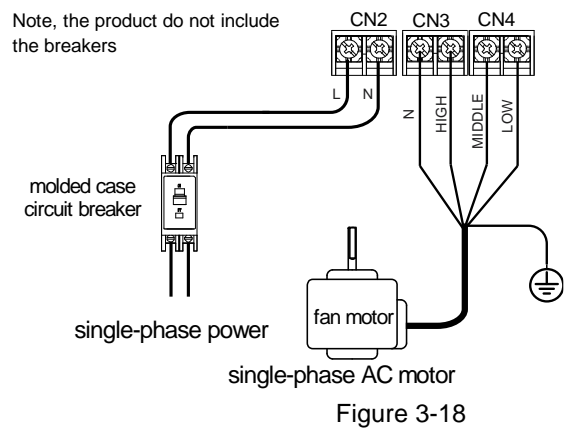 Note, the product do not include
the breakers
CN2 CN3 CN4
L N N HIGH MIDDLE LOW
molded case
circuit breaker
single-phase power
fan motor
single-phase AC motor
Figure 3-18